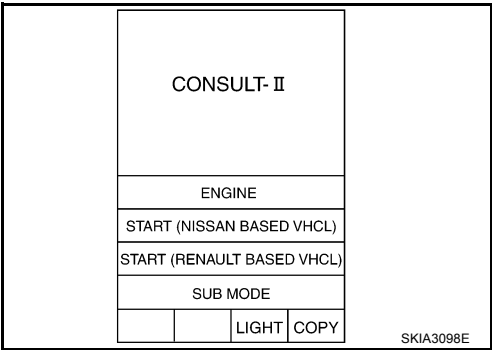 CONSULT-II
ENGINE
START (NISSAN BASED VHCL)
START (RENAULT BASED VHCL)
SUB MODE
LIGHT COPY
SKIA3098E